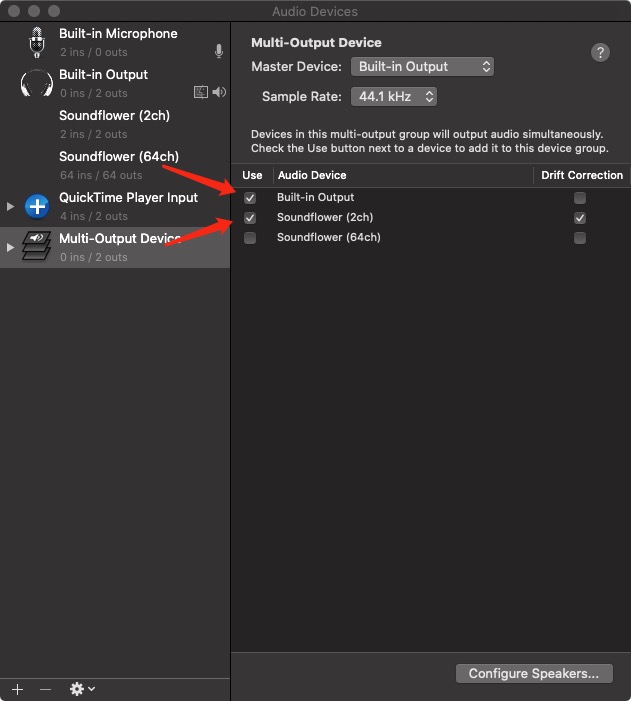 Audio Devices
Built-in Microphone
2 ins / 0 outs
Built-in Output
0 ins / 2 outs
Soundflower (2ch)
2 ins / 2 outs
Soundflower (64ch)
64 ins / 64 outs
QuickTime Player Input
4 ins / 2 outs
Multi-Output Device
0 ins / 2 outs
Multi-Output Device
?
Master Device: Built-in Output
Sample Rate: 44.1 kHz
Devices in this multi-output group will output audio simultaneously.
Check the Use button next to a device to add it to this device group.
Use Audio Device Drift Correction
Built-in Output
Soundflower (2ch)
Soundflower (64ch)
Configure Speakers...